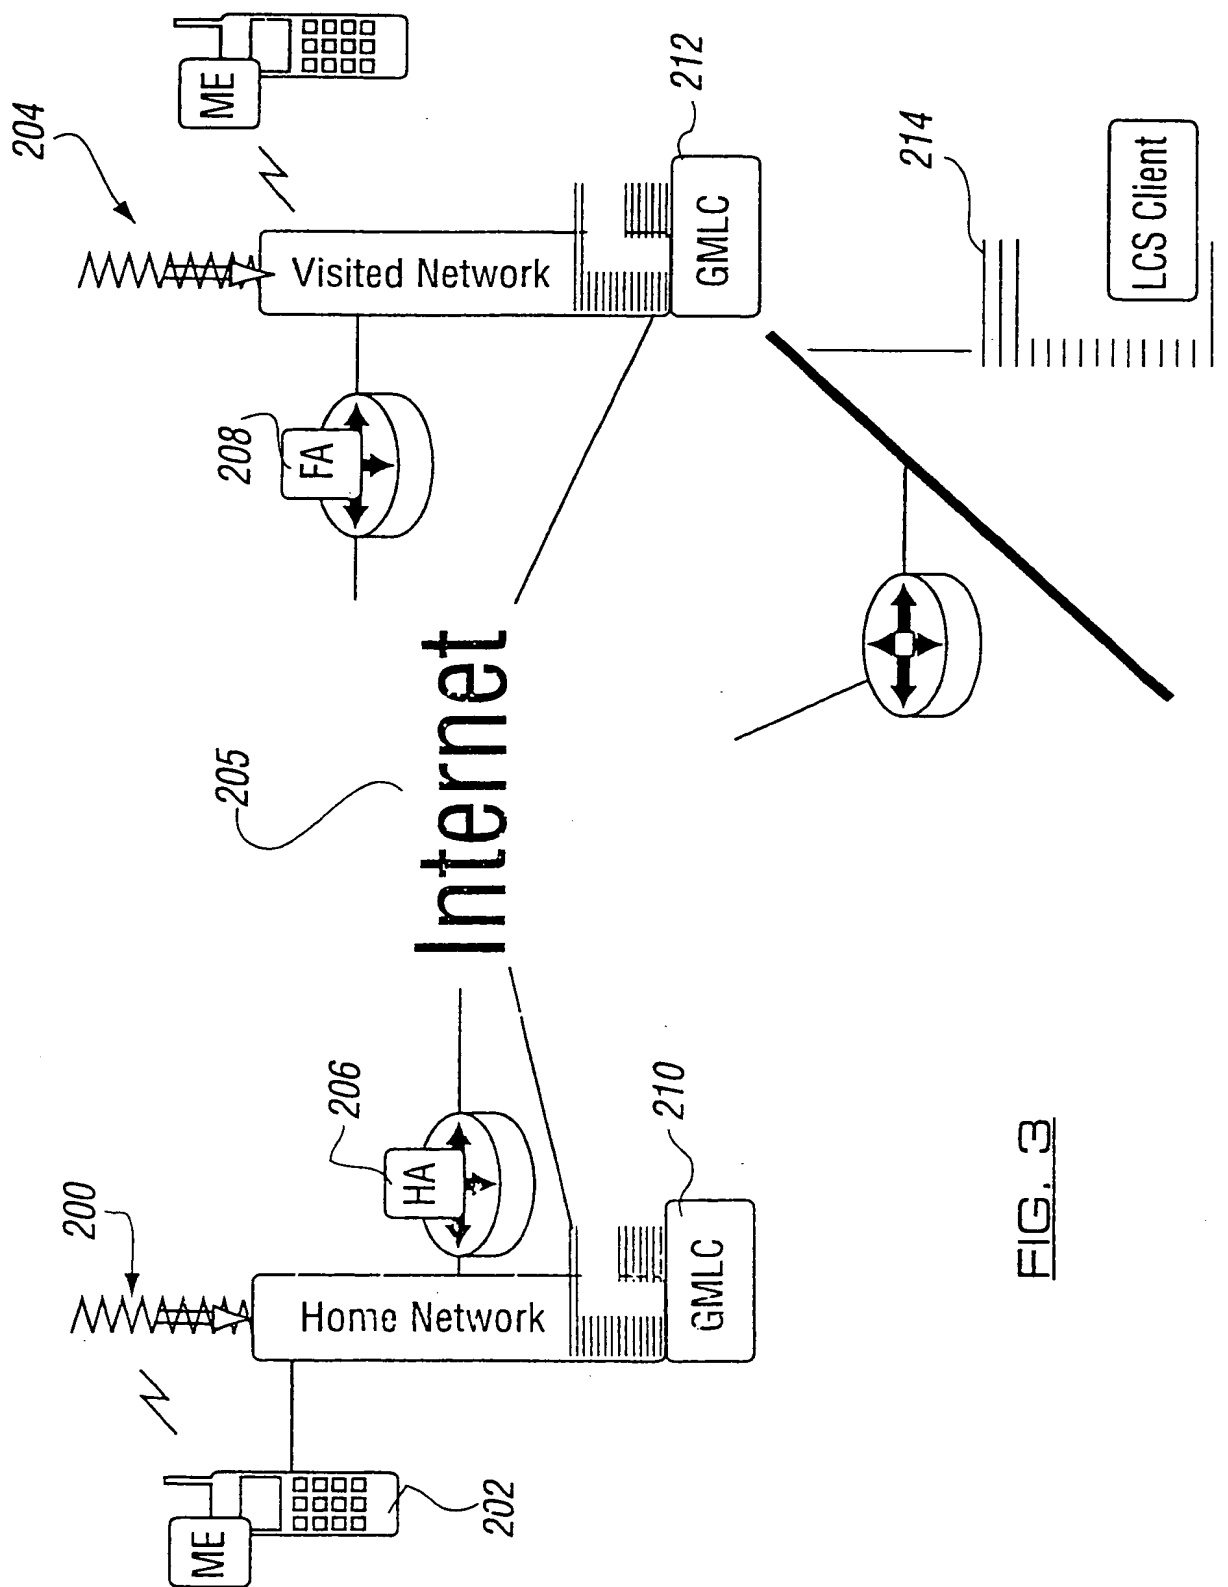 204
ME
200
ME
Visited Network
Home Network
208
FA
206
HA
205
Internet
202
212
GMLC
210
GMLC
214
LCS Client
FIG. 3